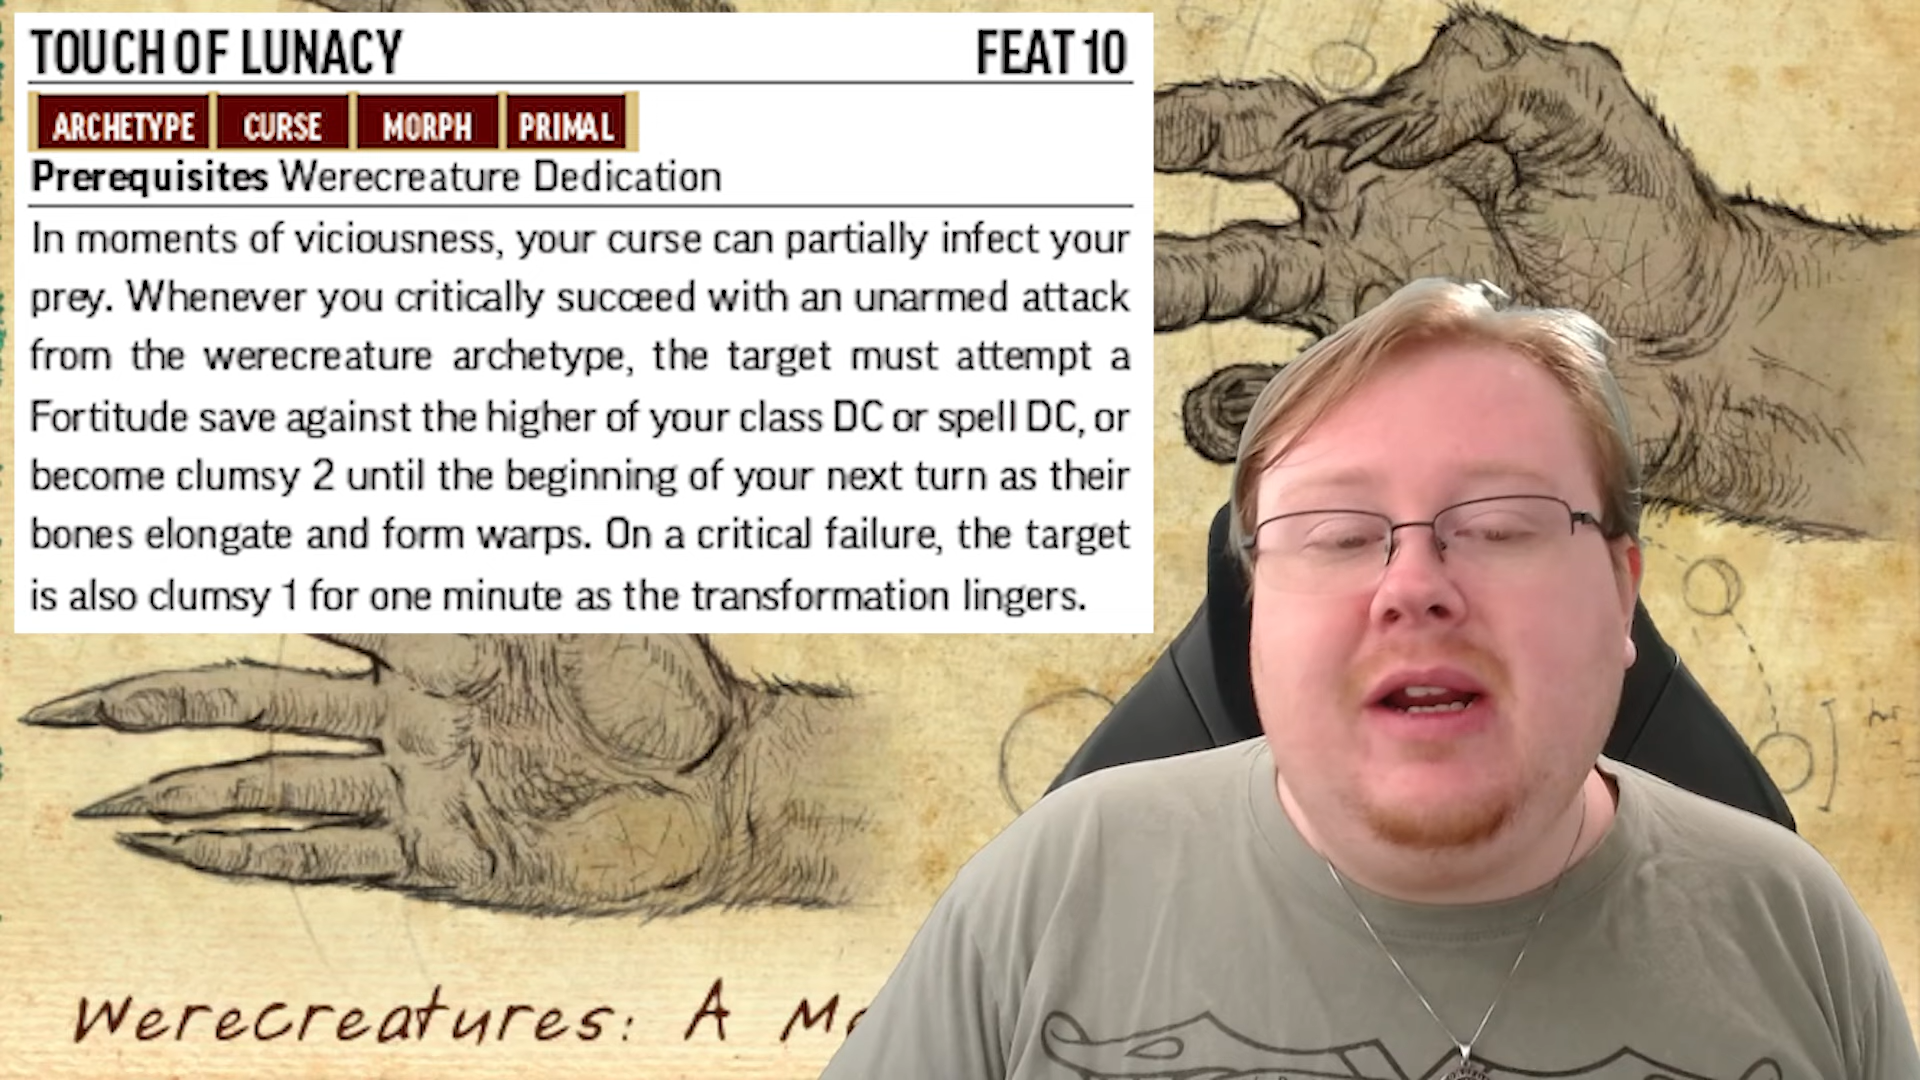 TOUCH OF LUNACY FEAT 10
ARCHETYPE CURSE MORPH PRIMAL
Prerequisites Werecreature Dedication
In moments of viciousness, your curse can partially infect your
prey. Whenever you critically succeed with an unarmed attack
from the werecreature archetype, the target must attempt a
Fortitude save against the higher of your class DC or spell DC, or
become clumsy 2 until the beginning of your next turn as their
bones elongate and form warps. On a critical failure, the target
is also clumsy 1 for one minute as the transformation lingers.
Werecreatures: A